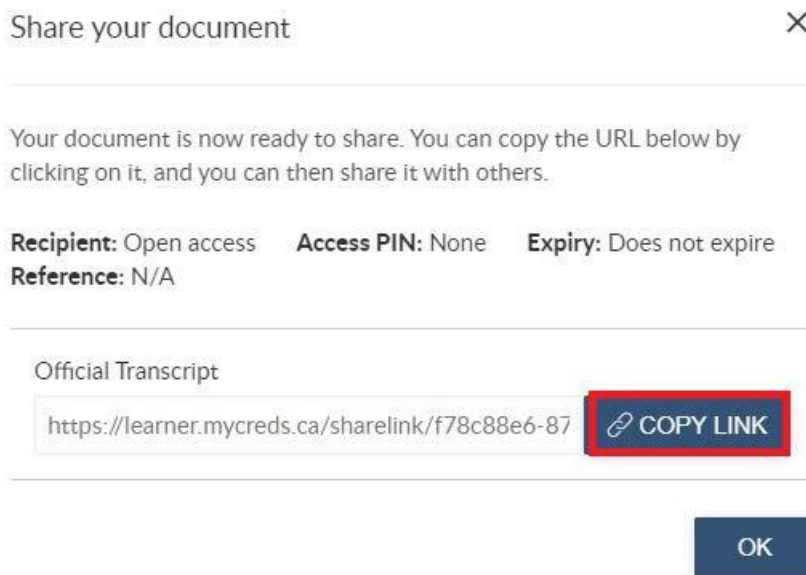 Share your document
Your document is now ready to share. You can copy the URL below by
clicking on it, and you can then share it with others.
Recipient: Open access Access PIN: None Expiry: Does not expire
Reference: N/A
Official Transcript
https://learner.mycreds.ca/sharelink/f78c88e6-87 COPY LINK
OK